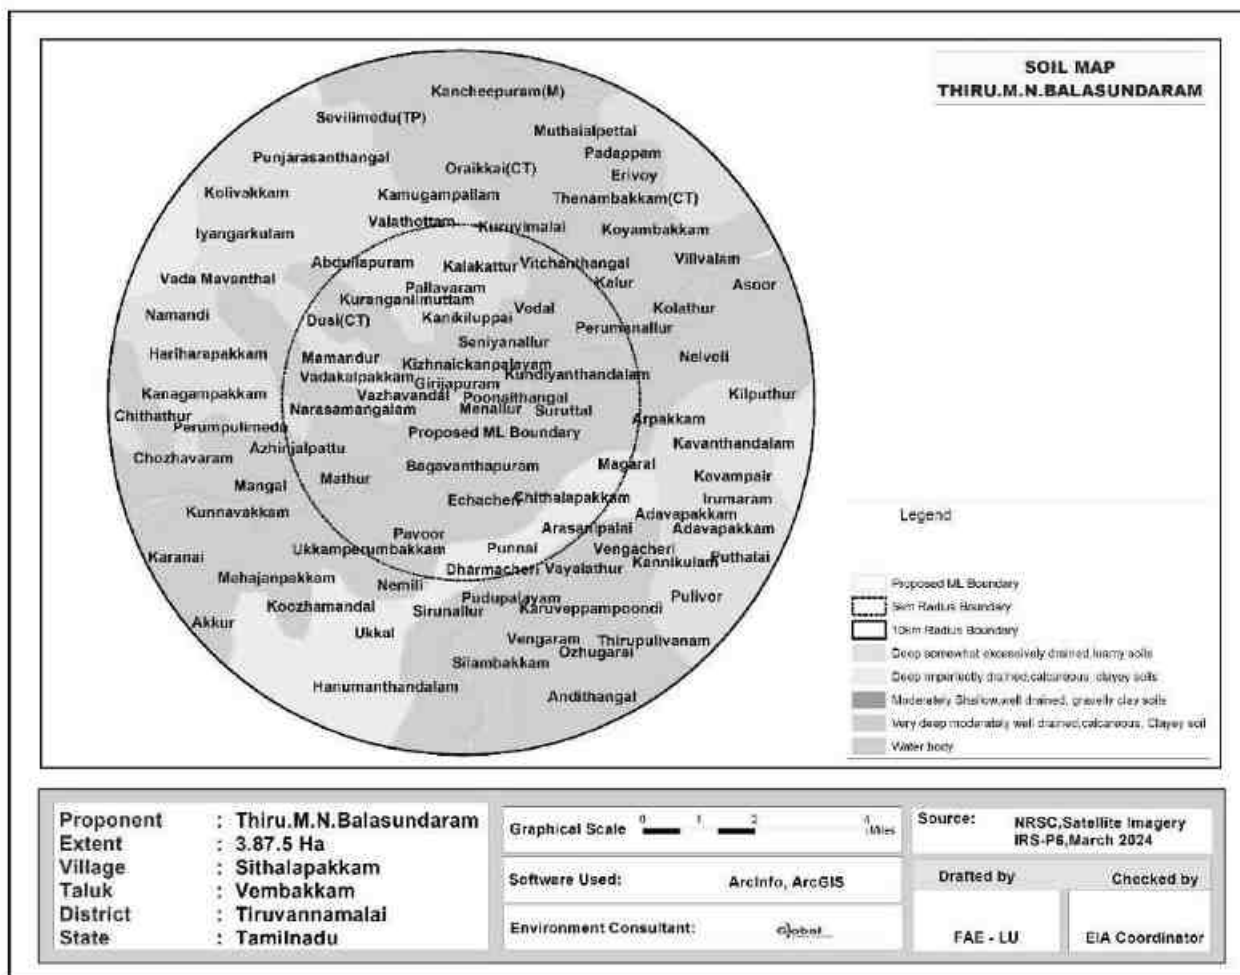 SOIL MAP
THIRU.M.N.BALASUNDARAM
Kancheepuram(M)
Sevilimedu(TP)
Muthaialpettai
Punjarasanthangal
Padappam
Oraikkai(CT)
Erivoy
Kolivakkam
Kamugampallam
Thenambakkam(CT)
Valathottam
Kuruvimalai
Koyambakkam
Iyangarkulam
Abdullapuram
Kalakattur
Vitchanthangal
Villvalam
Vada Mavanthal
Pallavaram
Kalur
Asoor
Kuranganilmuttam
Vedal
Kolathur
Namandi
Dusi(CT)
Kanikiluppai
Perumanallur
Seniyanallur
Hariharapakkam
Mamandur
Kizhnaickanpalayam
Nelveli
Vadakalpakkam
Girijapuram
Kundiyanthandalam
Kanagampakkam
Vazhavandal
Poonaithangal
Kilputhur
Chithathur
Narasamangalam
Menallur
Suruttal
Arpakkam
Perumpulimedu
Proposed ML Boundary
Kavanthandalam
Azhinjalpattu
Chozhavaram
Bagavanthapuram
Magaral
Mangal
Mathur
Kavampair
Echacheri
Chithalapakkam
Irumaram
Kunnavakkam
Adavapakkam
Pavoor
Arasanipalai
Adavapakkam
Ukkamperumbakkam
Punnai
Vengacheri
Karanai
Dharmacheri
Vayalathur
Kannikulam
Puthalai
Mahajanpakkam
Nemili
Koozhamandal
Sirunallur
Pudupalayam
Karuveppampoondi
Pulivor
Akkur
Ukkal
Vengaram
Thirupulivanam
Silambakkam
Ozhugarai
Hanumanthandalam
Andithangal
Legend
Proposed ML Boundary
5km Radius Boundary
10km Radius Boundary
Deep somewhat excessively drained,loamy soils
Deep imperfectly drained,calcareous, clayey soils
Moderately Shallow,well drained, gravelly clay soils
Very deep moderately well drained,calcareous, Clayey soil
Water body
Proponent : Thiru.M.N.Balasundaram
Extent : 3.87.5 Ha
Village : Sithalapakkam
Taluk : Vembakkam
District : Tiruvannamalai
State : Tamilnadu
Graphical Scale 0 1 2 4 Miles
Software Used: ArcInfo, ArcGIS
Environment Consultant: Global
Source: NRSC,Satellite Imagery
IRS-P6,March 2024
Drafted by Checked by
FAE - LU EIA Coordinator